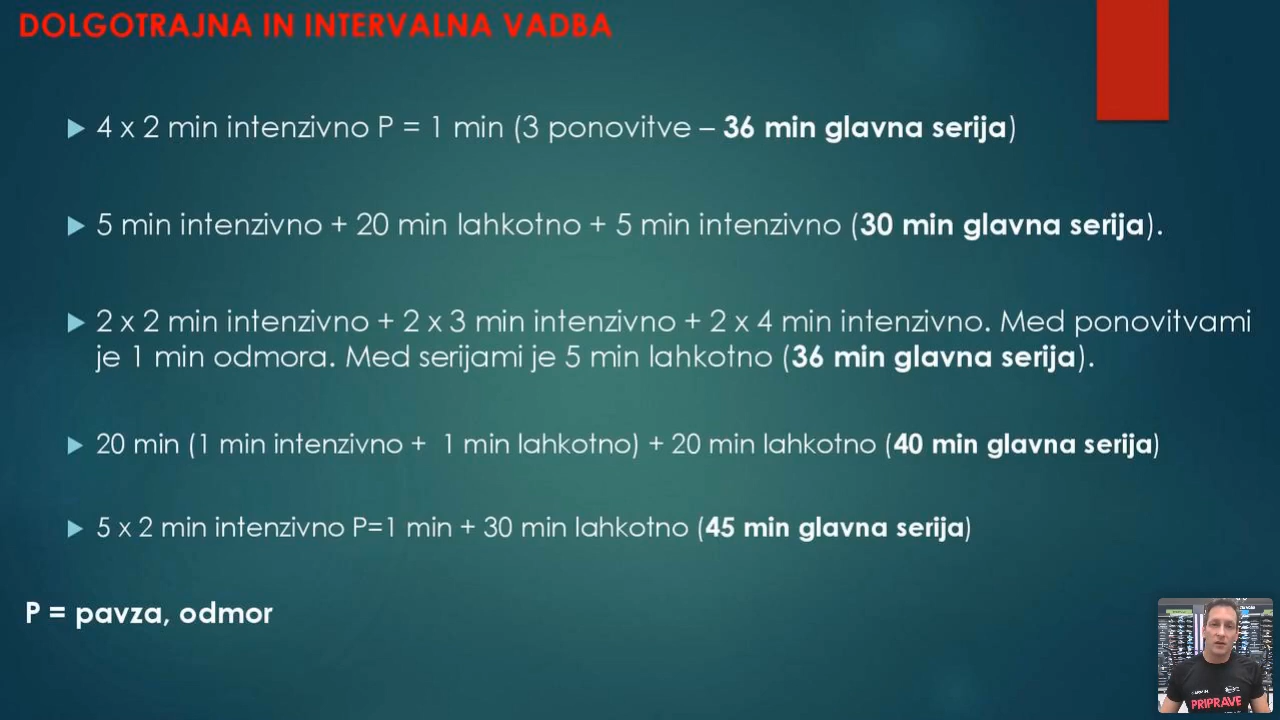 DOLGOTRAJNA IN INTERVALNA VADBA
4 x 2 min intenzivno P = 1 min (3 ponovitve – 36 min glavna serija)
5 min intenzivno + 20 min lahkotno + 5 min intenzivno (30 min glavna serija).
2 x 2 min intenzivno + 2 x 3 min intenzivno + 2 x 4 min intenzivno. Med ponovitvami
je 1 min odmora. Med serijami je 5 min lahkotno (36 min glavna serija).
20 min (1 min intenzivno + 1 min lahkotno) + 20 min lahkotno (40 min glavna serija)
5 x 2 min intenzivno P=1 min + 30 min lahkotno (45 min glavna serija)
P = pavza, odmor
PRIPRAVE